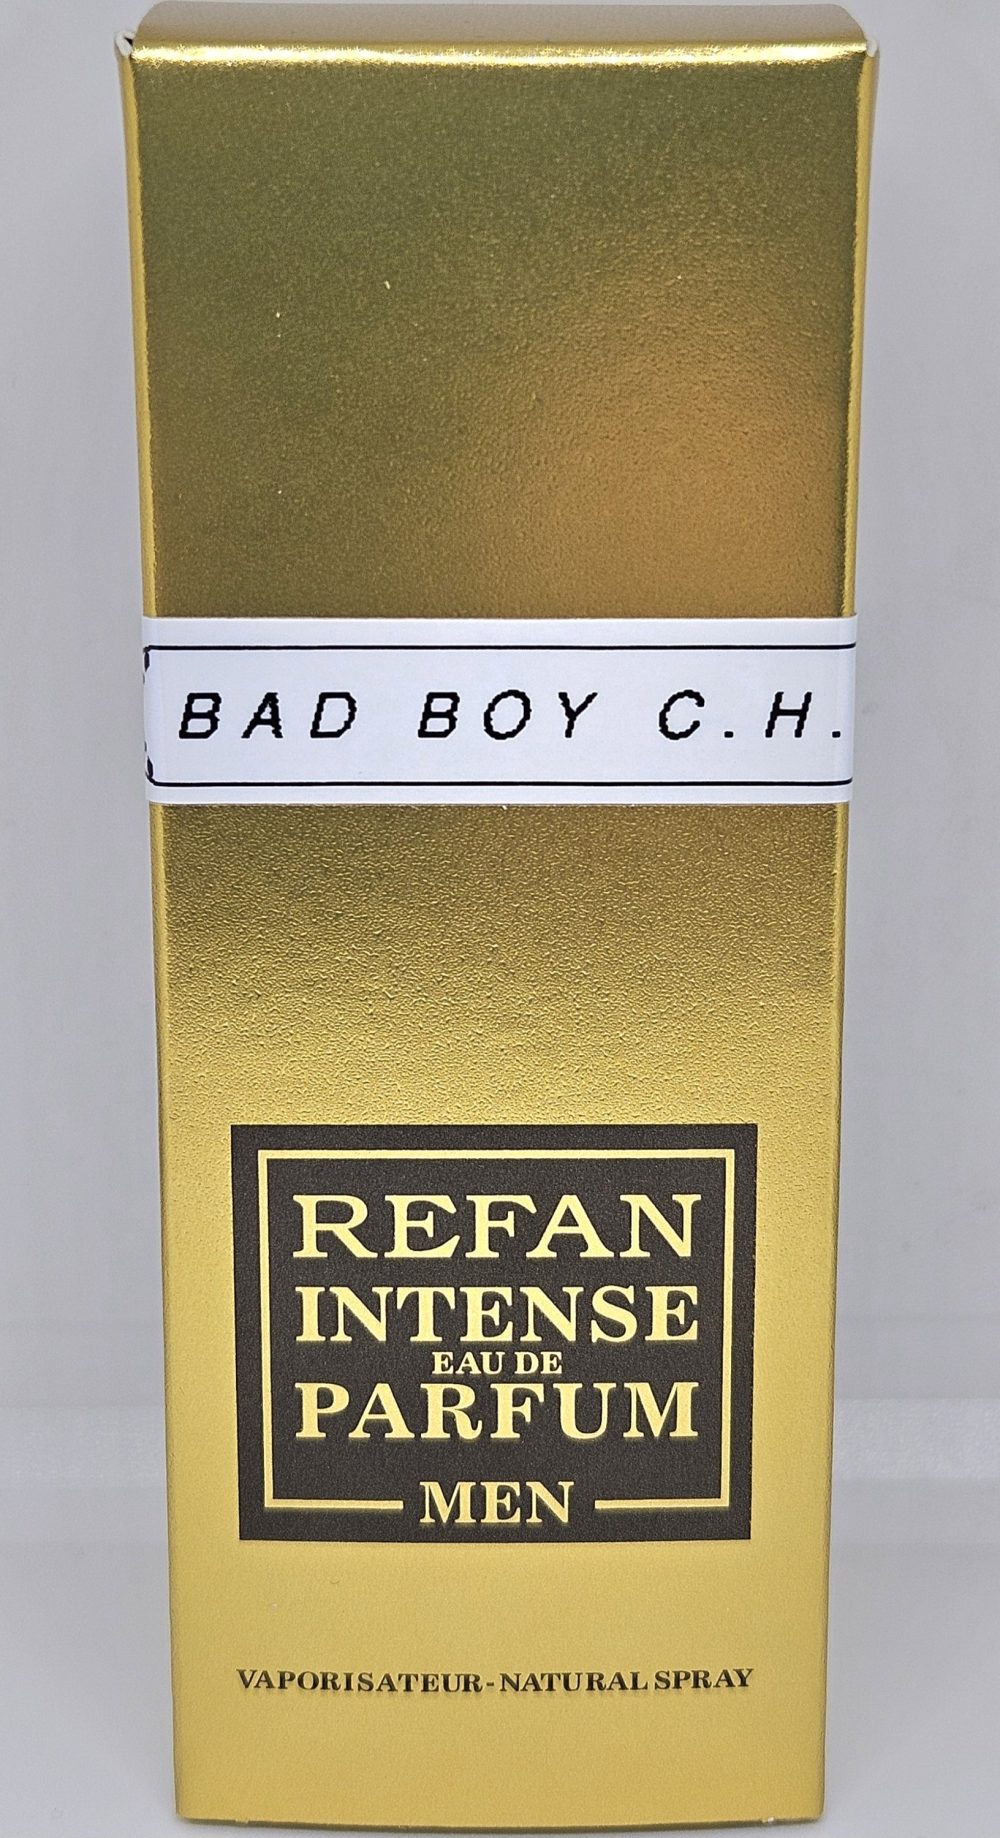 BAD BOY C.H.
REFAN
INTENSE
EAU DE
PARFUM
MEN
VAPORISATEUR-NATURAL SPRAY